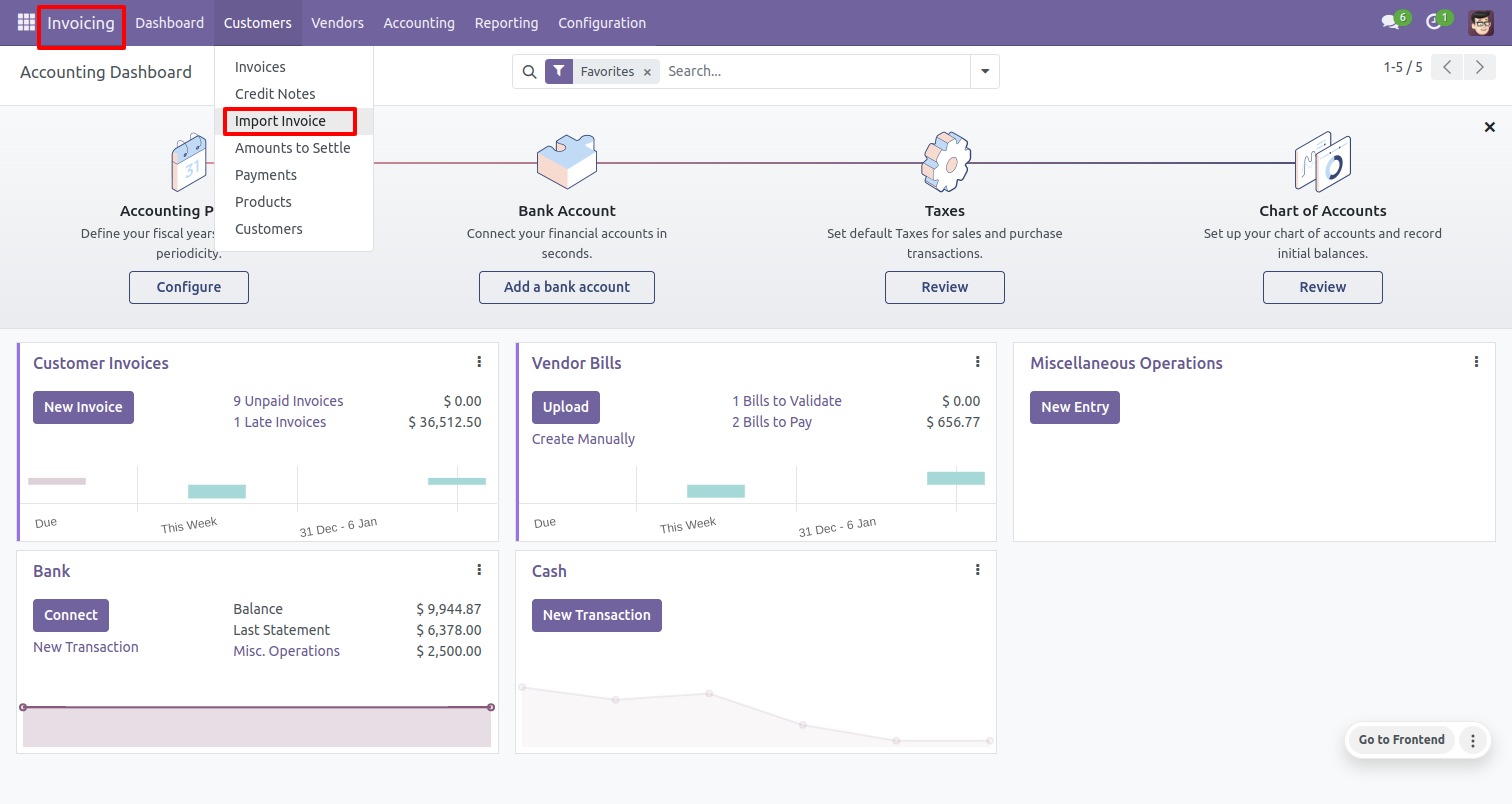 Invoicing Dashboard Customers Vendors Accounting Reporting Configuration 6 1
Accounting Dashboard Favorites × Search... 1-5 / 5
Invoices
Credit Notes
Import Invoice
Amounts to Settle
Payments
Products
Customers
31
Accounting P
Define your fiscal years
periodicity.
Configure
Bank Account
Connect your financial accounts in
seconds.
Add a bank account
Taxes
Set default Taxes for sales and purchase
transactions.
Review
Chart of Accounts
Set up your chart of accounts and record
initial balances.
Review
Customer Invoices
New Invoice
9 Unpaid Invoices $ 0.00
1 Late Invoices $ 36,512.50
Due This Week 31 Dec - 6 Jan
Vendor Bills
Upload
Create Manually
1 Bills to Validate $ 0.00
2 Bills to Pay $ 656.77
Due This Week 31 Dec - 6 Jan
Miscellaneous Operations
New Entry
Bank
Connect
New Transaction
Balance $ 9,944.87
Last Statement $ 6,378.00
Misc. Operations $ 2,500.00
Cash
New Transaction
Go to Frontend